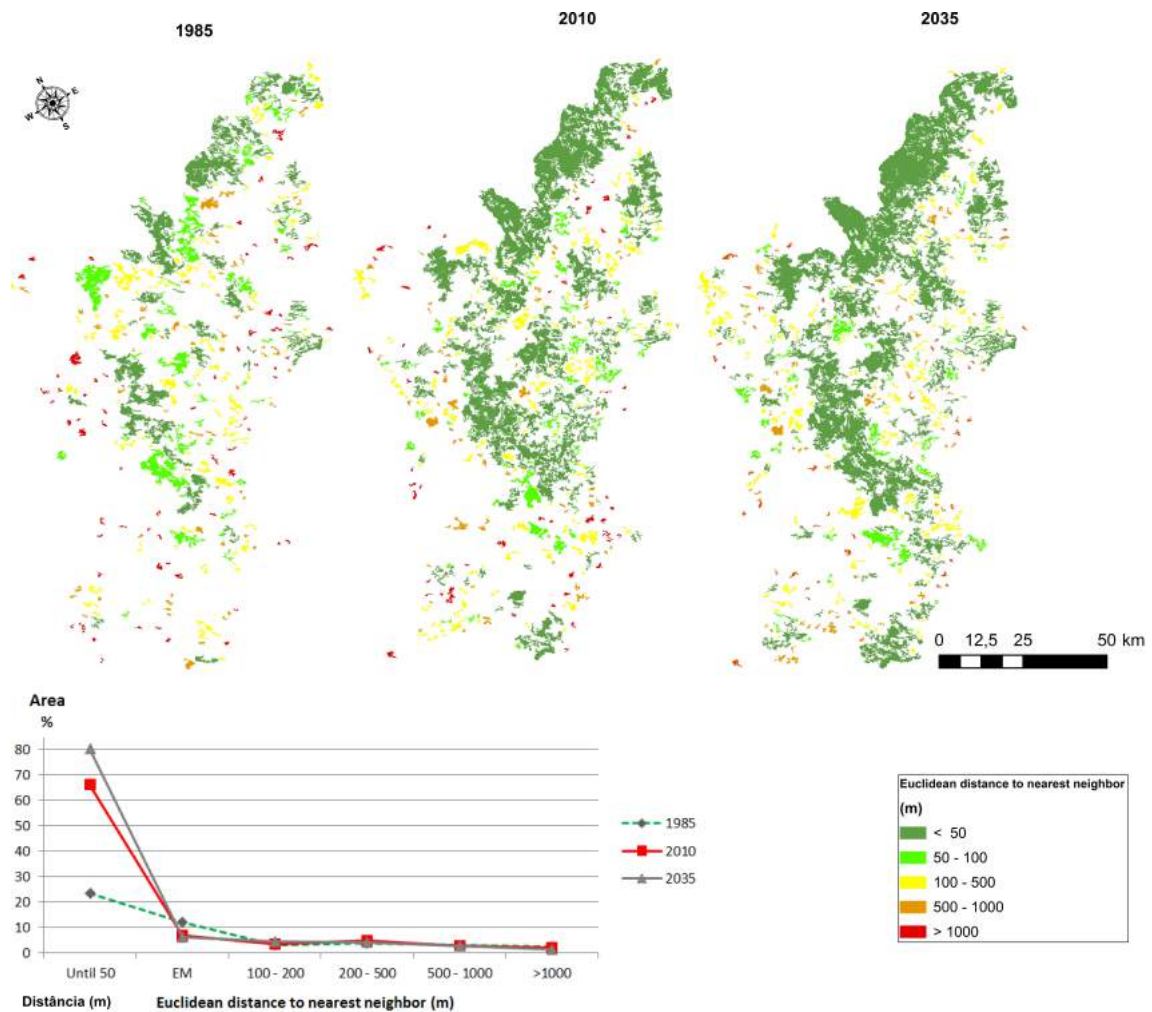 1985
2010
2035
N
E
W
S
0 12,5 25 50 km
Area
%
80
70
60
50
40
30
20
10
0
Until 50 EM 100 - 200 200 - 500 500 - 1000 >1000
Distância (m) Euclidean distance to nearest neighbor (m)
1985
2010
2035
Euclidean distance to nearest neighbor
(m)
< 50
50 - 100
100 - 500
500 - 1000
> 1000